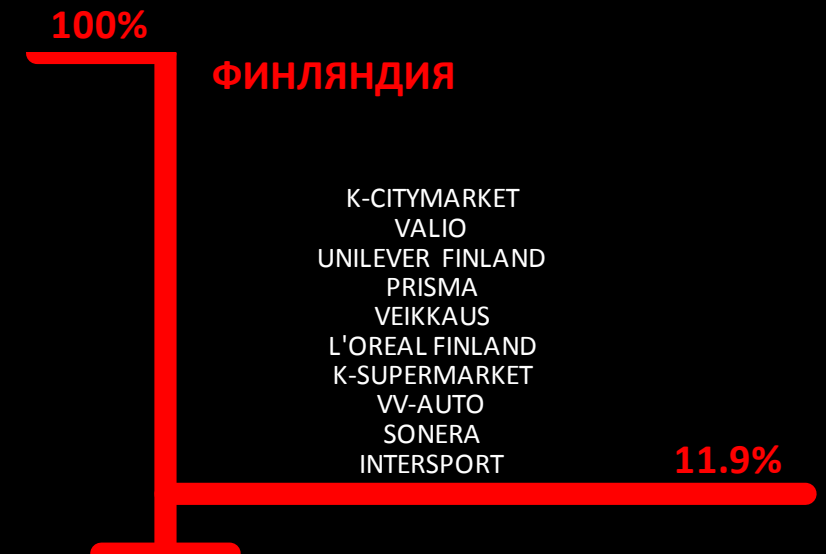 100%
ФИНЛЯНДИЯ
K-CITYMARKET
VALIO
UNILEVER FINLAND
PRISMA
VEIKKAUS
L'OREAL FINLAND
K-SUPERMARKET
VV-AUTO
SONERA
INTERSPORT
11.9%